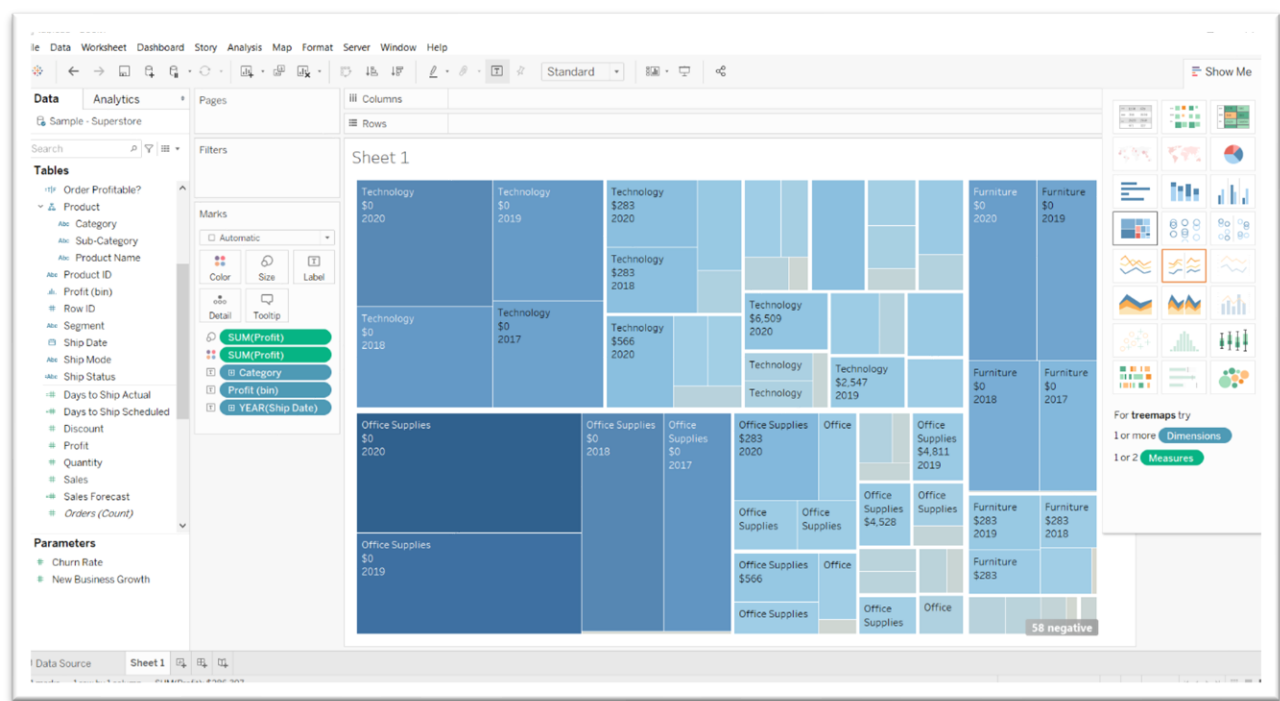 Data Worksheet Dashboard Story Analysis Map Format Server Window Help
Standard
Show Me
Data Analytics
Sample - Superstore
Search
Tables
Order Profitable?
Product
Abc Category
Abc Sub-Category
Abc Product Name
Abc Product ID
Profit (bin)
# Row ID
Abc Segment
Ship Date
Abc Ship Mode
Ship Status
Days to Ship Actual
Days to Ship Scheduled
# Discount
# Profit
# Quantity
# Sales
Sales Forecast
# Orders (Count)
Parameters
# Churn Rate
# New Business Growth
Pages
Filters
Marks
Automatic
Color Size Label
Detail Tooltip
SUM(Profit)
SUM(Profit)
Category
Profit (bin)
YEAR(Ship Date)
Columns
Rows
Sheet 1
Technology
$0
2020
Technology
$0
2019
Technology
$0
2018
Technology
$0
2017
Technology
$283
2020
Technology
$283
2018
Technology
$566
2020
Technology
$6,509
2020
Technology
Technology
Technology
$2,547
2019
Furniture
$0
2020
Furniture
$0
2019
Furniture
$0
2018
Furniture
$0
2017
Furniture
$283
2019
Furniture
$283
2018
Furniture
$283
Office Supplies
$0
2020
Office Supplies
$0
2019
Office Supplies
$0
2018
Office
Supplies
$0
2017
Office Supplies
$283
2020
Office
Office
Supplies
Office
Supplies
Office Supplies
$566
Office
Office Supplies
Office
Supplies
$4,811
2019
Office
Supplies
$4,528
Office
Supplies
Office
Supplies
Office
58 negative
For treemaps try
1 or more Dimensions
1 or 2 Measures
Data Source Sheet 1